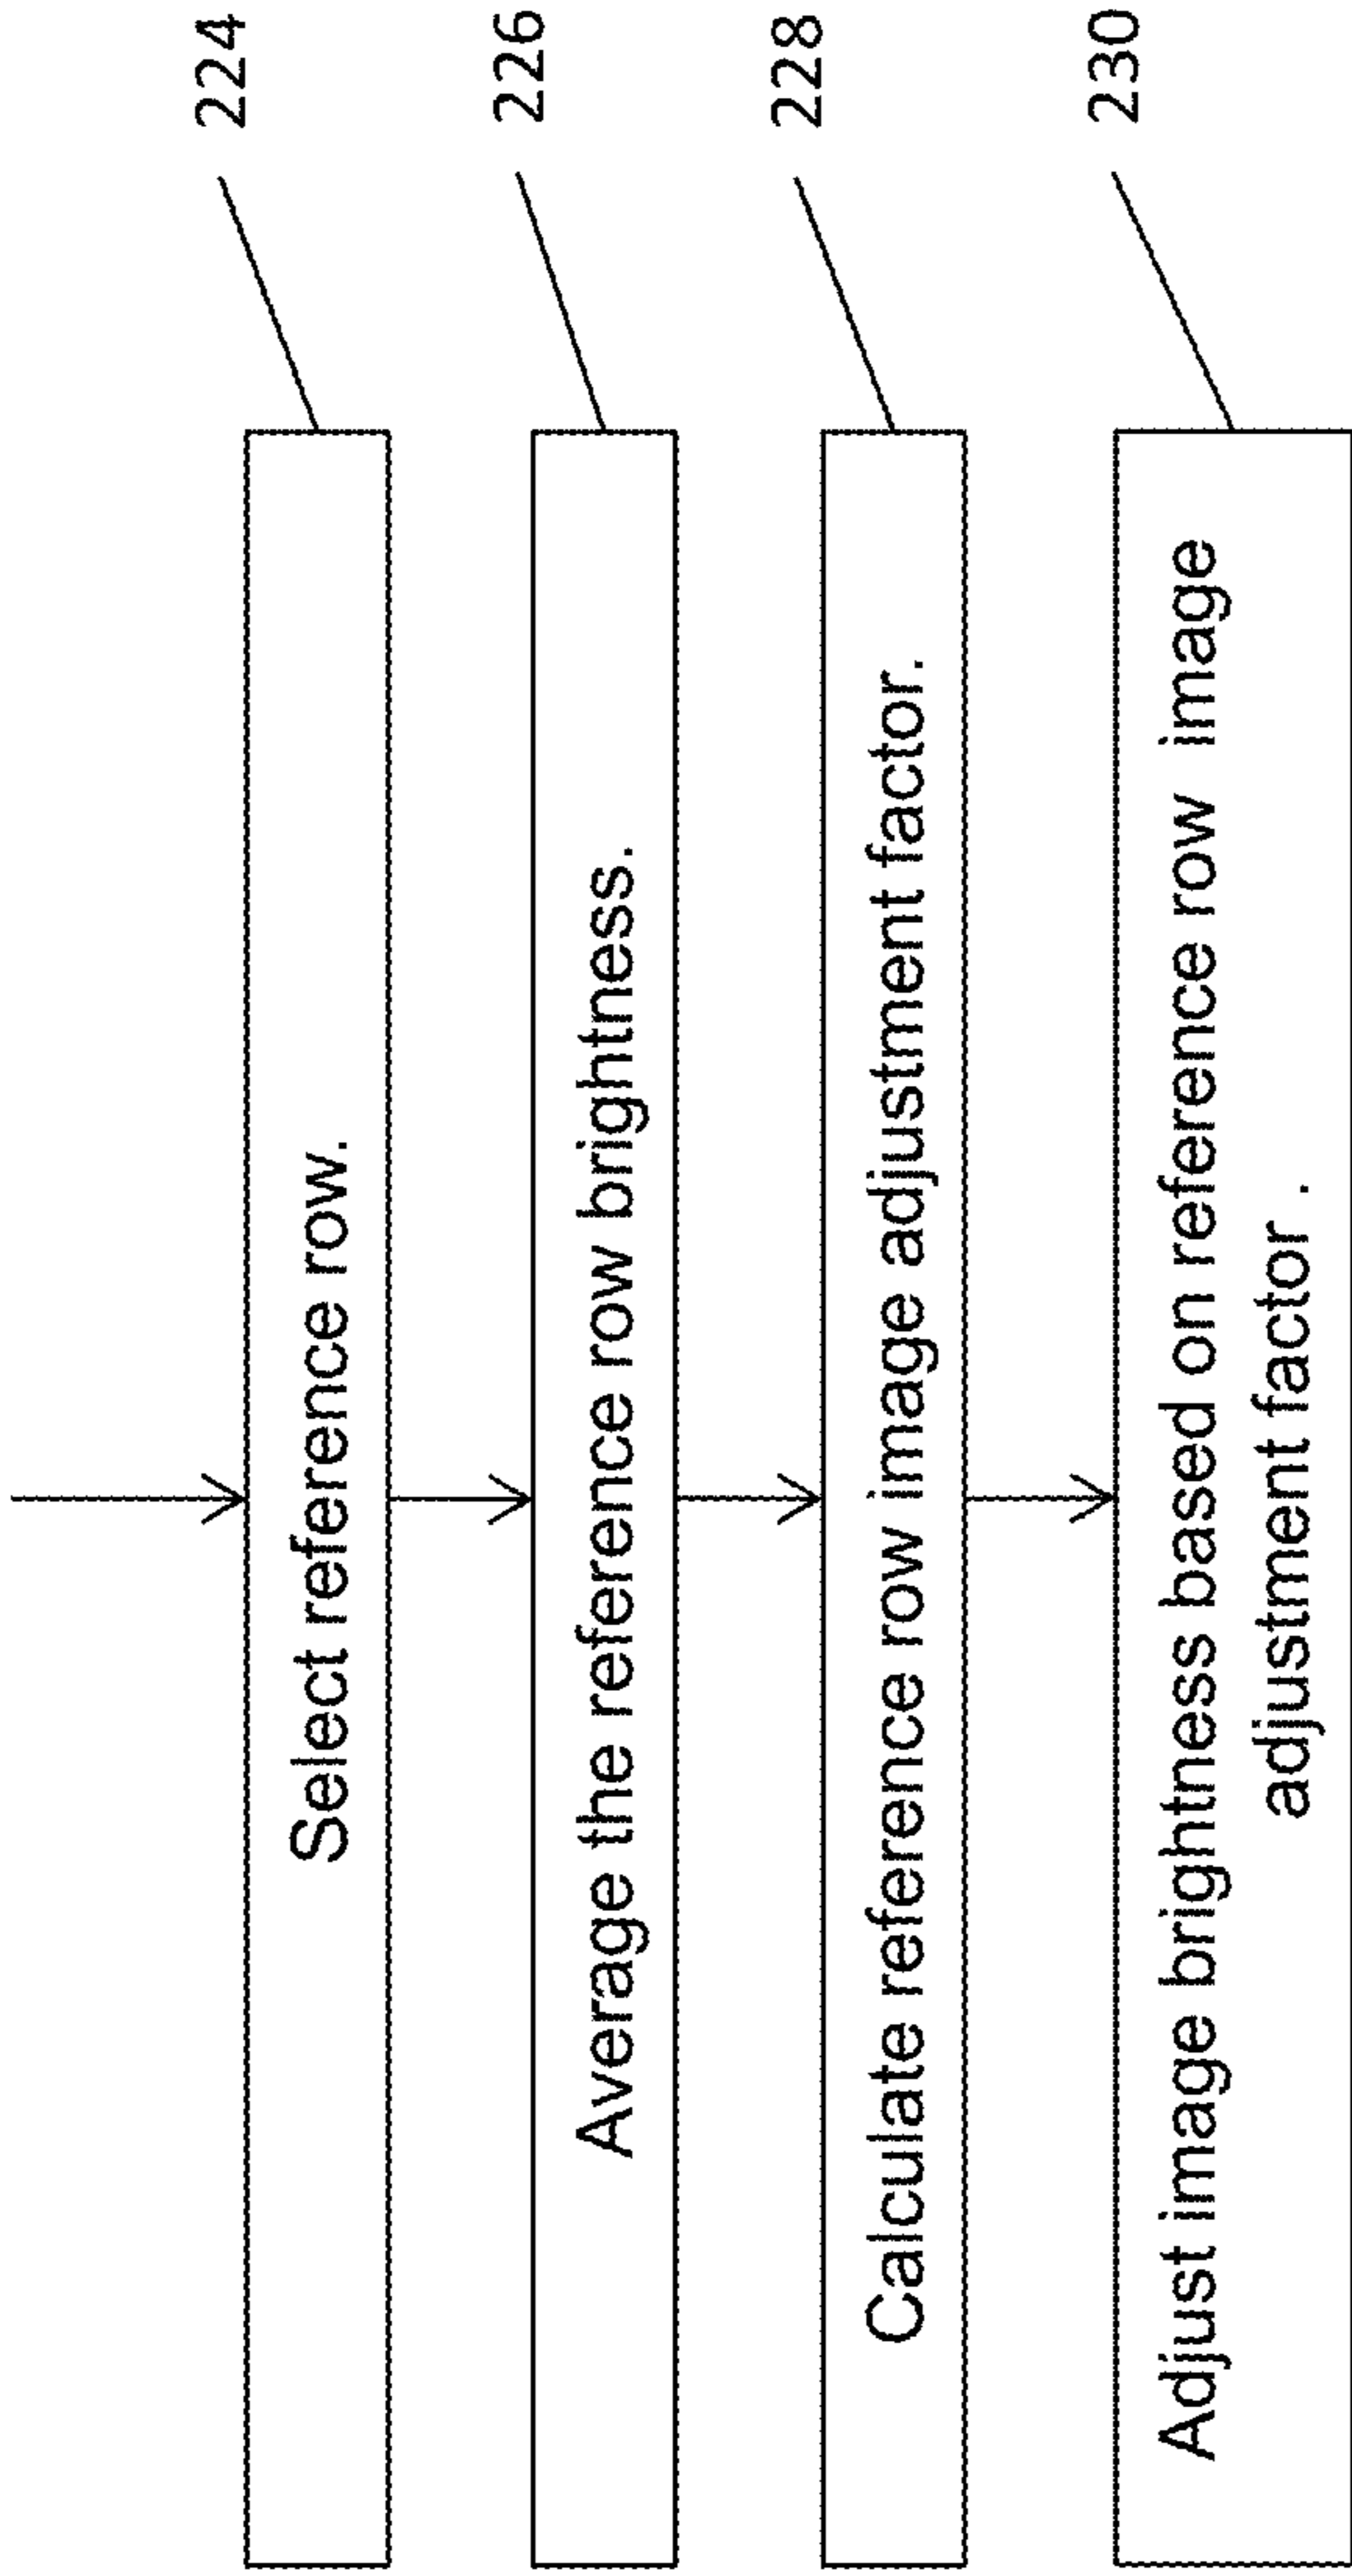 224
Select reference row.
226
Average the reference row brightness.
228
Calculate reference row image adjustment factor.
230
Adjust image brightness based on reference row image
adjustment factor .